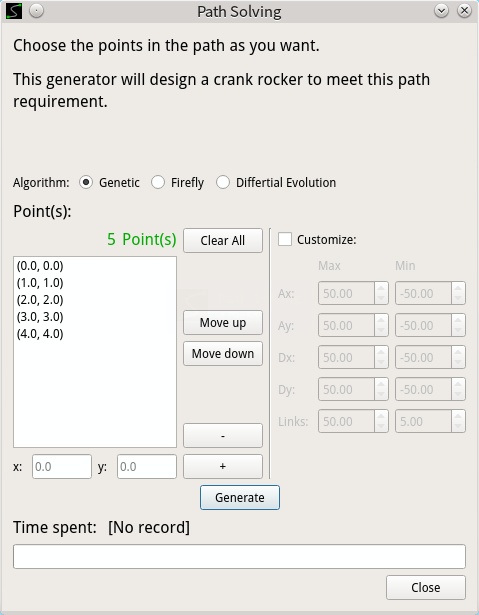 Path Solving
Choose the points in the path as you want.
This generator will design a crank rocker to meet this path
requirement.
Algorithm: Genetic Firefly Differtial Evolution
Point(s):
5 Point(s) Clear All Customize:
Max Min
(0.0, 0.0)
(1.0, 1.0)
(2.0, 2.0)
(3.0, 3.0)
(4.0, 4.0)
Move up
Move down
-
x: 0.0 y: 0.0 +
Ax: 50.00 -50.00
Ay: 50.00 -50.00
Dx: 50.00 -50.00
Dy: 50.00 -50.00
Links: 50.00 5.00
Generate
Time spent: [No record]
Close